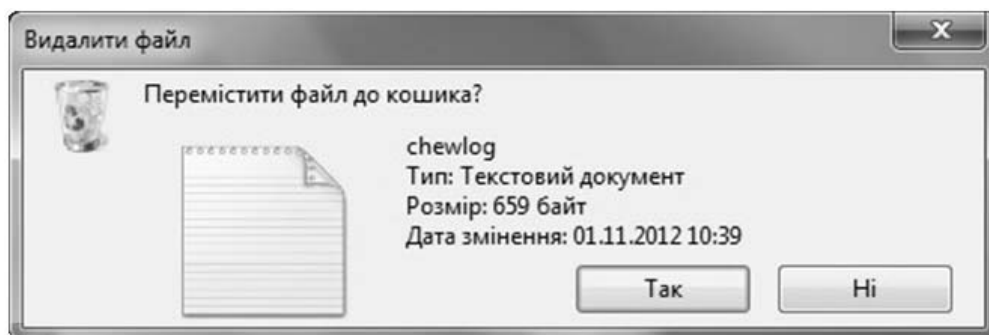 Видалити файл
Перемістити файл до кошика?
chewlog
Тип: Текстовий документ
Розмір: 659 байт
Дата змінення: 01.11.2012 10:39
Так
Ні